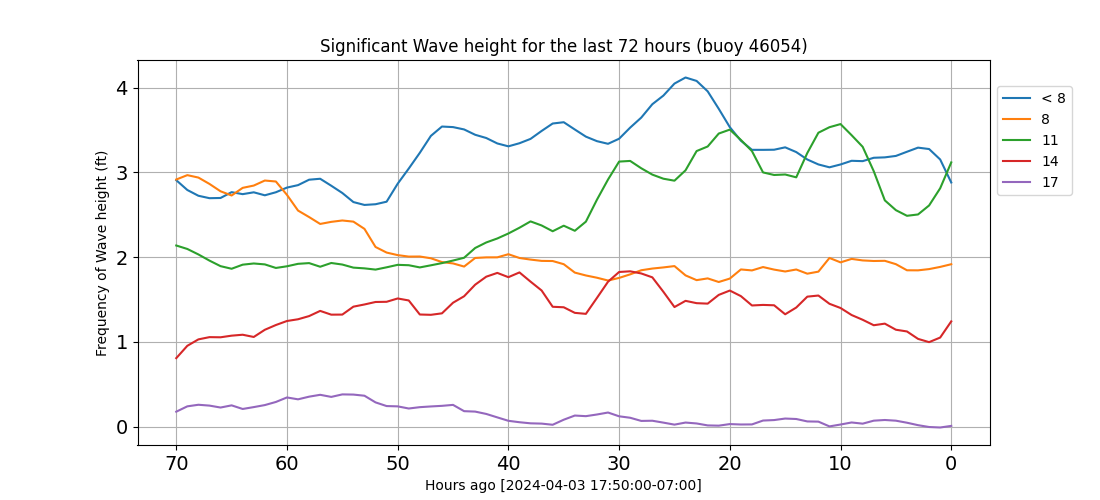 Significant Wave height for the last 72 hours (buoy 46054)
Frequency of Wave height (ft)
4
3
2
1
0
70 60 50 40 30 20 10 0
Hours ago [2024-04-03 17:50:00-07:00]
< 8
8
11
14
17